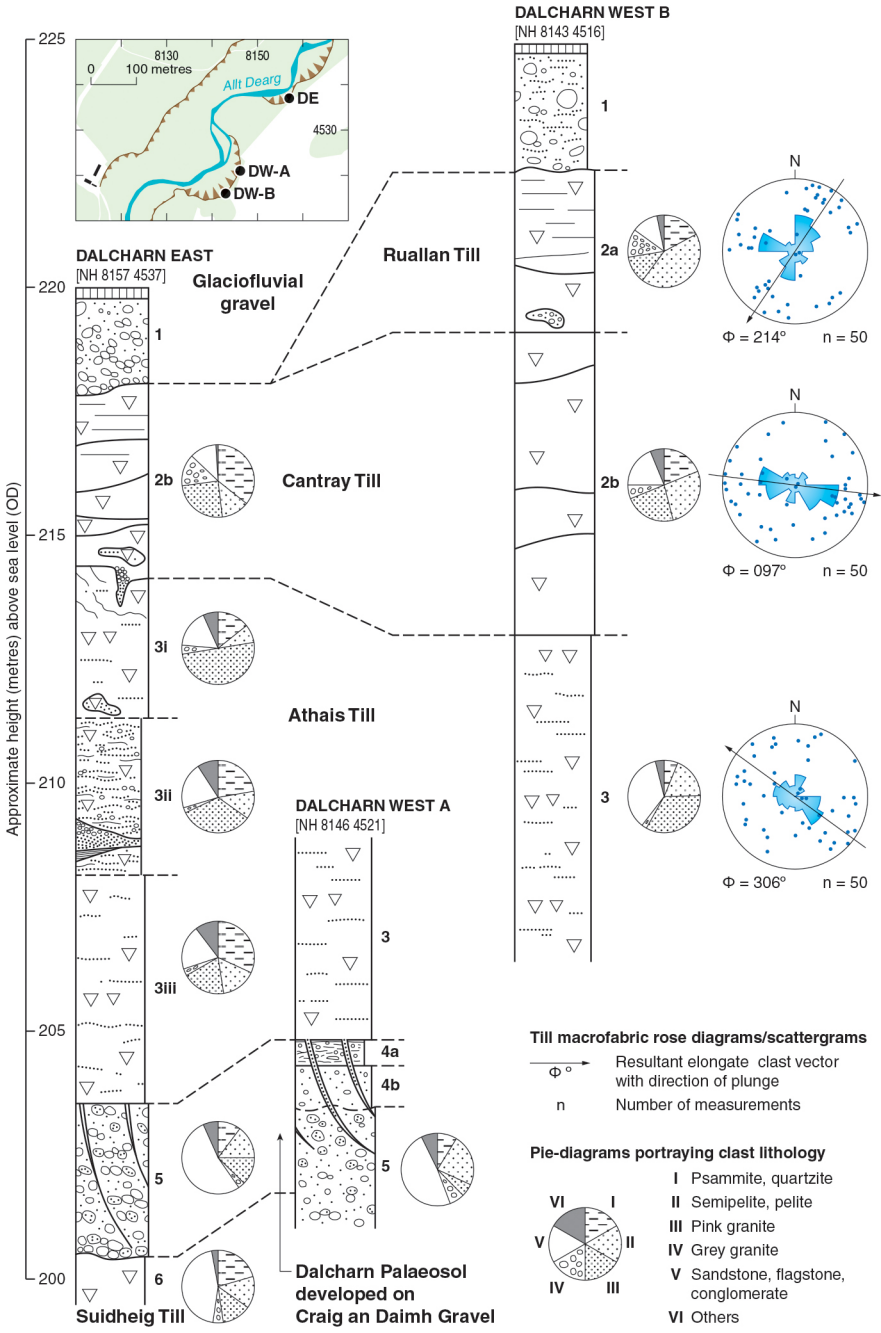 DALCHARN WEST B
[NH 8143 4516]
225
8130
8150
0
100 metres
Allt Dearg
DE
4530
DW-A
DW-B
1
N
DALCHARN EAST
[NH 8157 4537]
Glaciofluvial
gravel
Ruallan Till
2a
220
1
Φ = 214º
n = 50
N
Cantray Till
2b
2b
215
Φ = 097º
n = 50
3i
Athais Till
N
210
3ii
DALCHARN WEST A
[NH 8146 4521]
3
Φ = 306º
n = 50
3
3iii
205
4a
4b
5
5
Approximate height (metres) above sea level (OD)
Till macrofabric rose diagrams/scattergrams
Φ º
Resultant elongate clast vector
with direction of plunge
n
Number of measurements
Pie-diagrams portraying clast lithology
VI
I
V
II
IV
III
I Psammite, quartzite
II Semipelite, pelite
III Pink granite
IV Grey granite
V Sandstone, flagstone,
conglomerate
VI Others
200
6
Suidheig Till
Dalcharn Palaeosol
developed on
Craig an Daimh Gravel